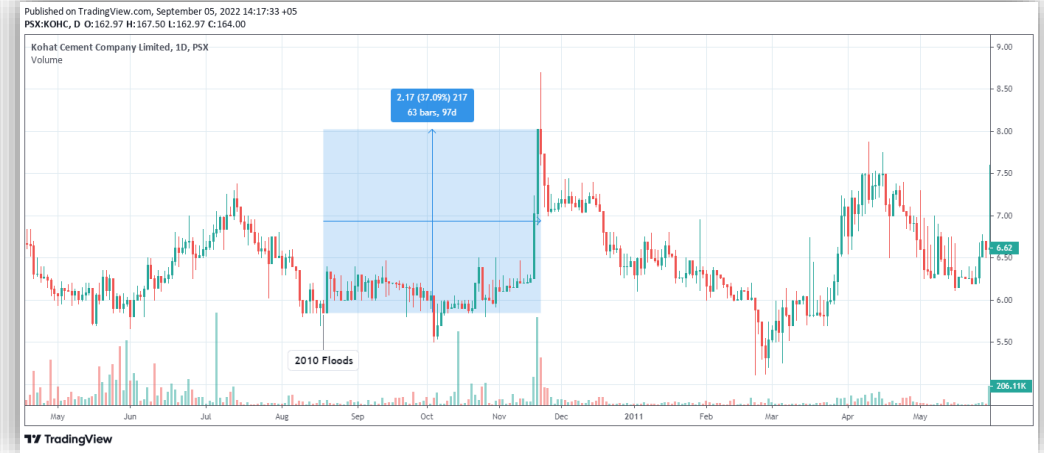 Published on TradingView.com, September 05, 2022 14:17:33 +05
PSX:KOHC, D O:162.97 H:167.50 L:162.97 C:164.00
Kohat Cement Company Limited, 1D, PSX
Volume
9.00
2.17 (37.09%) 217
63 bars, 97d
8.50
8.00
7.50
7.00
6.62
6.50
6.00
5.50
2010 Floods
206.11K
May Jun Jul Aug Sep Oct Nov Dec 2011 Feb Mar Apr May
TradingView